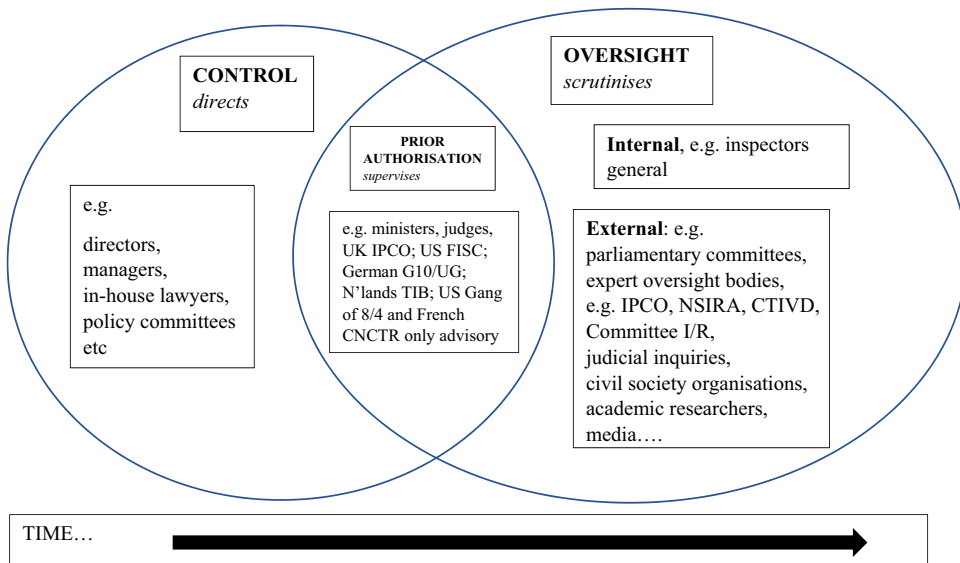 CONTROL
directs
OVERSIGHT
scrutinises
PRIOR
AUTHORISATION
supervises
Internal, e.g. inspectors
general
e.g.
directors,
managers,
in-house lawyers,
policy committees
etc
e.g. ministers, judges,
UK IPCO; US FISC;
German G10/UG;
N’lands TIB; US Gang
of 8/4 and French
CNCTR only advisory
External: e.g.
parliamentary committees,
expert oversight bodies,
e.g. IPCO, NSIRA, CTIVD,
Committee I/R,
judicial inquiries,
civil society organisations,
academic researchers,
media….
TIME…